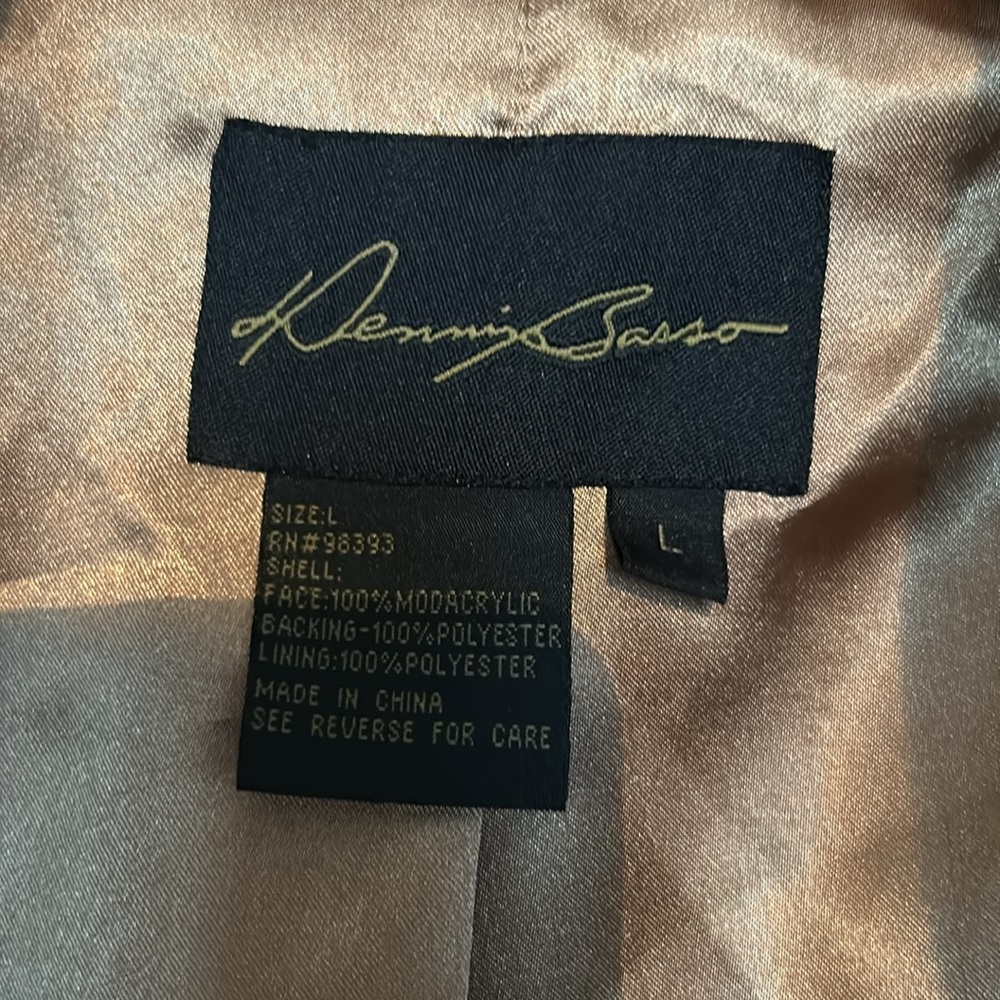 Dennis Basso
SIZE:L
RN#98393
SHELL:
FACE:100%MODACRYLIC
BACKING-100%POLYESTER
LINING:100%POLYESTER
MADE IN CHINA
SEE REVERSE FOR CARE
L